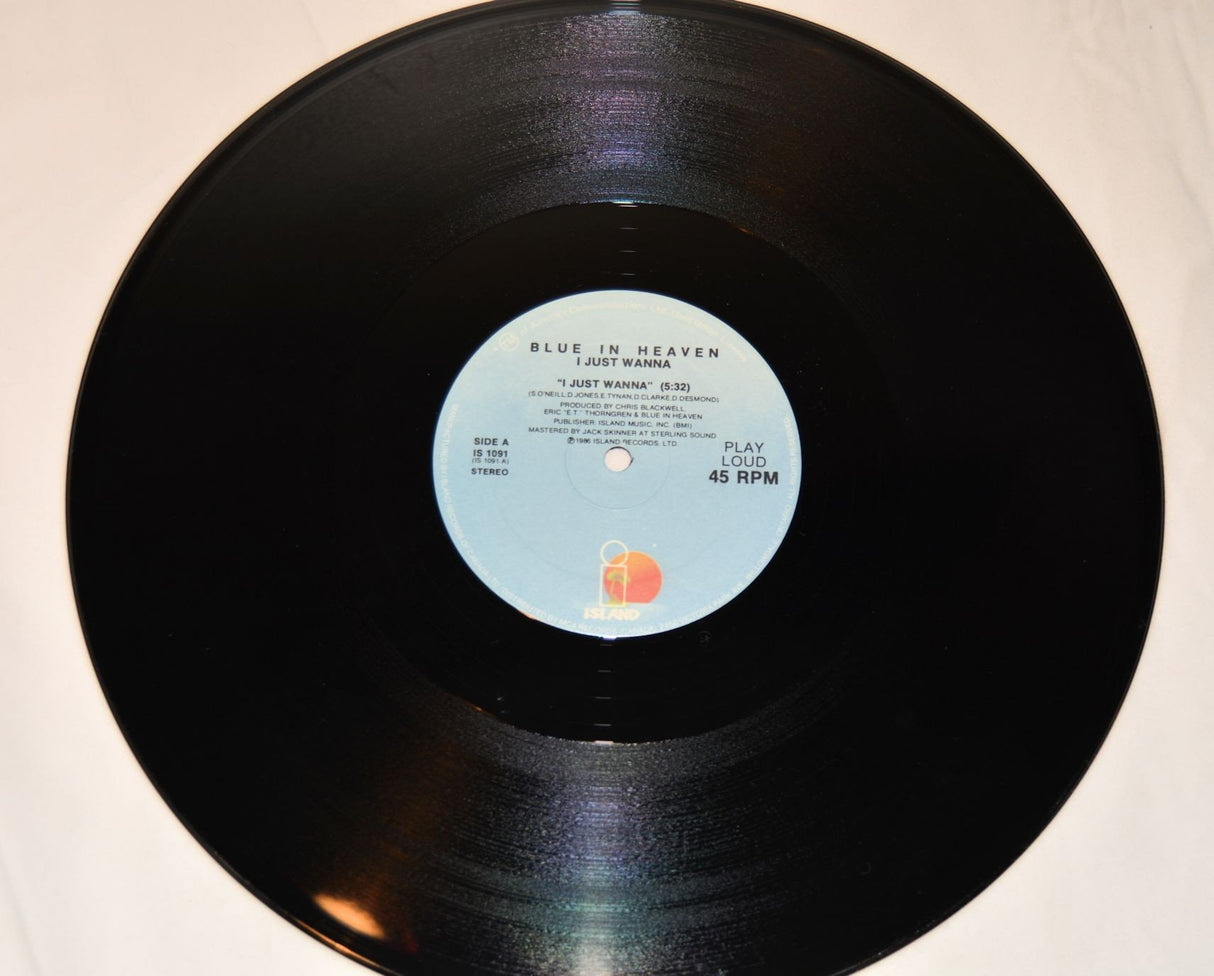 BLUE IN HEAVEN
I JUST WANNA
"I JUST WANNA" (5:32)
(S.O'NEILL,D.JONES,E.TYNAN,D.CLARKE,D.DESMOND)
PRODUCED BY CHRIS BLACKWELL,
ERIC "E.T." THORNGREN & BLUE IN HEAVEN
PUBLISHER: ISLAND MUSIC, INC. (BMI)
MASTERED BY JACK SKINNER AT STERLING SOUND
℗1986 ISLAND RECORDS, LTD.
SIDE A
IS 1091
(IS 1091-A)
STEREO
PLAY
LOUD
45 RPM
ISLAND